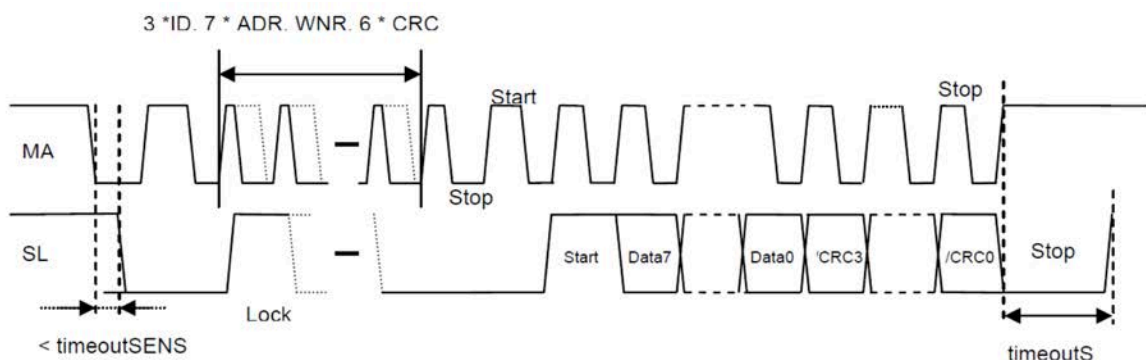 3 *ID. 7 * ADR. WNR. 6 * CRC
Start
Stop
MA
Stop
SL
Start
Data7
Data0
'CRC3
/CRC0
Stop
Lock
< timeoutSENS
timeoutS